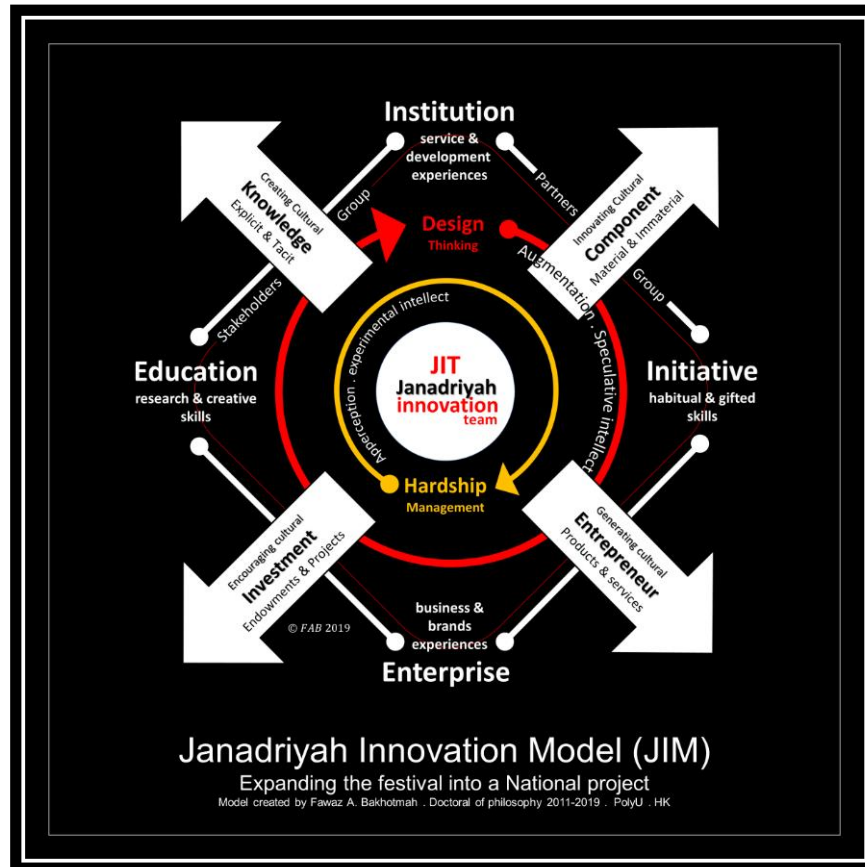 Institution
service &
development
experiences
Creating Cultural
Knowledge
Explicit & Tacit
Group
Stakeholders
Partners
Group
Innovating Cultural
Component
Material & Immaterial
Design
Thinking
Augmentation . Speculative intellect
Apperception . experimental intellect
JIT
Janadriyah
innovation
team
Education
research & creative
skills
Initiative
habitual & gifted
skills
Hardship
Management
Encouraging cultural
Investment
Endowments & Projects
Generating cultural
Entrepreneur
Products & services
© FAB 2019
business &
brands
experiences
Enterprise
Janadriyah Innovation Model (JIM)
Expanding the festival into a National project
Model created by Fawaz A. Bakhotmah . Doctoral of philosophy 2011-2019 . PolyU . HK